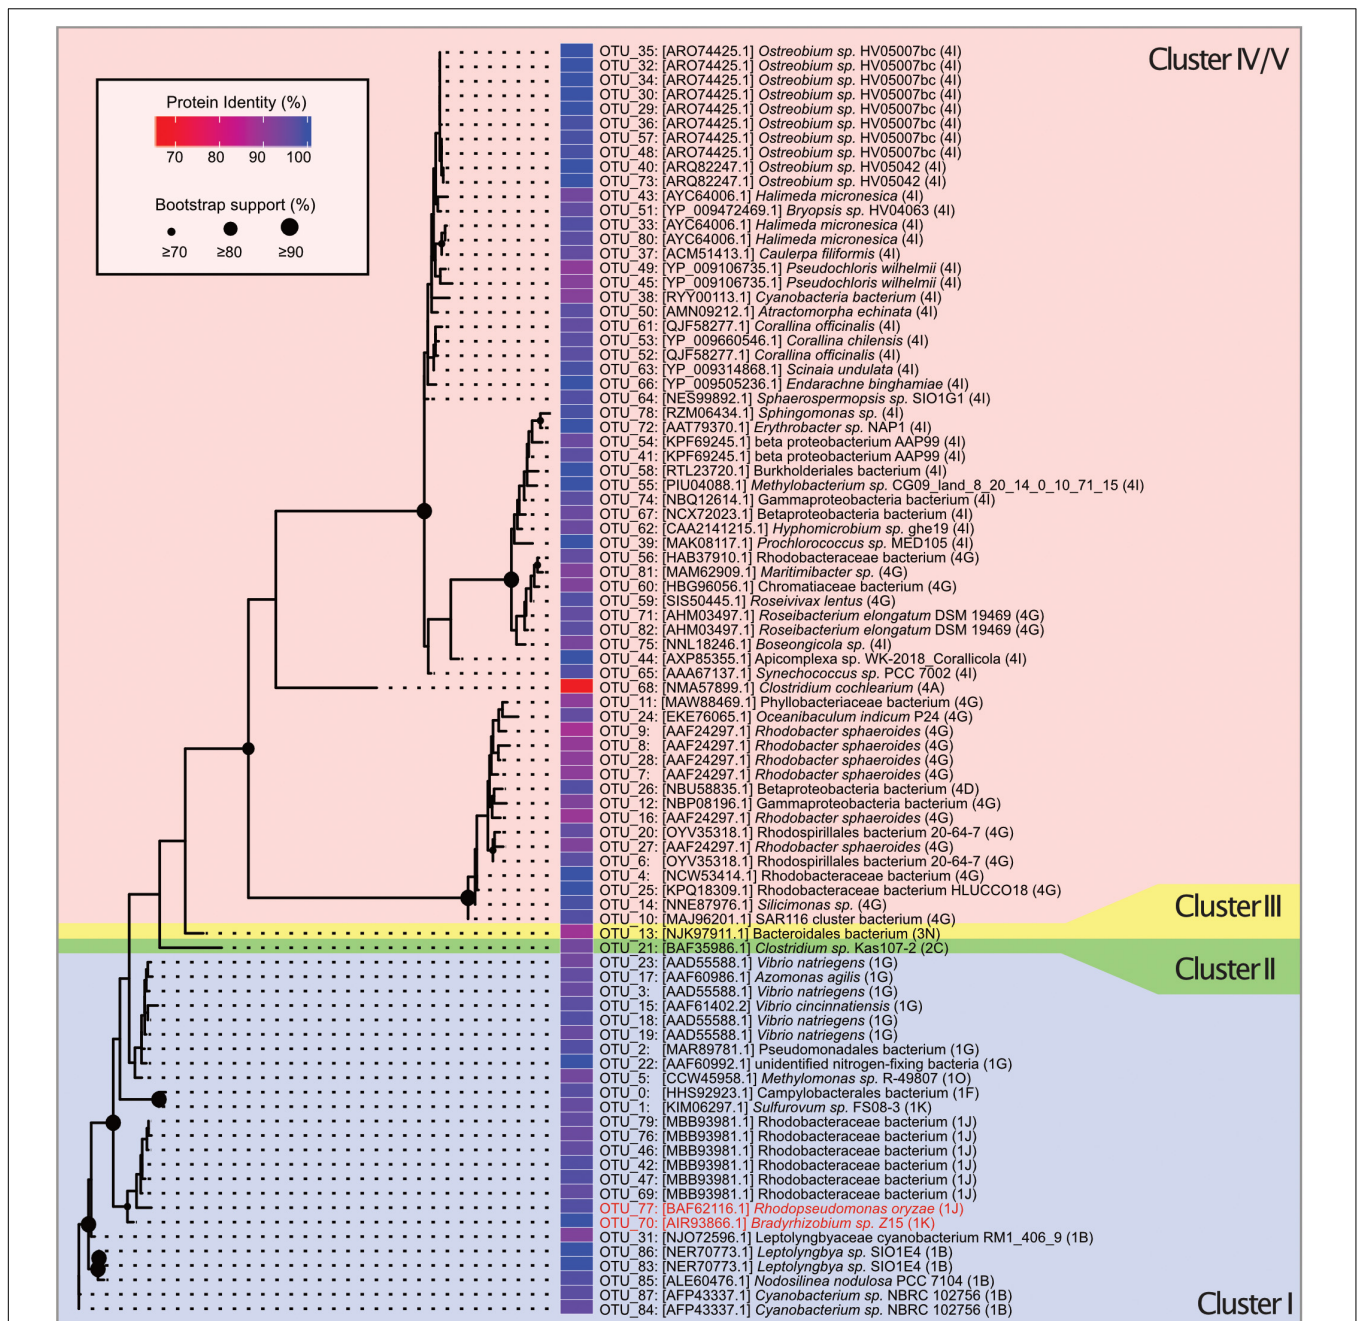 Cluster IV/V
Protein Identity (%)
70 80 90 100
Bootstrap support (%)
≥70 ≥80 ≥90
OTU_35: [ARO74425.1] Ostreobium sp. HV05007bc (4I)
OTU_32: [ARO74425.1] Ostreobium sp. HV05007bc (4I)
OTU_34: [ARO74425.1] Ostreobium sp. HV05007bc (4I)
OTU_30: [ARO74425.1] Ostreobium sp. HV05007bc (4I)
OTU_29: [ARO74425.1] Ostreobium sp. HV05007bc (4I)
OTU_36: [ARO74425.1] Ostreobium sp. HV05007bc (4I)
OTU_57: [ARO74425.1] Ostreobium sp. HV05007bc (4I)
OTU_48: [ARO74425.1] Ostreobium sp. HV05007bc (4I)
OTU_40: [ARQ82247.1] Ostreobium sp. HV05042 (4I)
OTU_73: [ARQ82247.1] Ostreobium sp. HV05042 (4I)
OTU_43: [AYC64006.1] Halimeda micronesica (4I)
OTU_51: [YP_009472469.1] Bryopsis sp. HV04063 (4I)
OTU_33: [AYC64006.1] Halimeda micronesica (4I)
OTU_80: [AYC64006.1] Halimeda micronesica (4I)
OTU_37: [ACM51413.1] Caulerpa filiformis (4I)
OTU_49: [YP_009106735.1] Pseudochloris wilhelmii (4I)
OTU_45: [YP_009106735.1] Pseudochloris wilhelmii (4I)
OTU_38: [RYY00113.1] Cyanobacteria bacterium (4I)
OTU_50: [AMN09212.1] Atractomorpha echinata (4I)
OTU_61: [QJF58277.1] Corallina officinalis (4I)
OTU_53: [YP_009660546.1] Corallina chilensis (4I)
OTU_52: [QJF58277.1] Corallina officinalis (4I)
OTU_63: [YP_009314868.1] Scinaia undulata (4I)
OTU_66: [YP_009505236.1] Endarachne binghamiae (4I)
OTU_64: [NES99892.1] Sphaerospermopsis sp. SIO1G1 (4I)
OTU_78: [RZM06434.1] Sphingomonas sp. (4I)
OTU_72: [AAT79370.1] Erythrobacter sp. NAP1 (4I)
OTU_54: [KPF69245.1] beta proteobacterium AAP99 (4I)
OTU_41: [KPF69245.1] beta proteobacterium AAP99 (4I)
OTU_58: [RTL23720.1] Burkholderiales bacterium (4I)
OTU_55: [PIU04088.1] Methylobacterium sp. CG09_land_8_20_14_0_10_71_15 (4I)
OTU_74: [NBQ12614.1] Gammaproteobacteria bacterium (4I)
OTU_67: [NCX72023.1] Betaproteobacteria bacterium (4I)
OTU_62: [CAA2141215.1] Hyphomicrobium sp. ghe19 (4I)
OTU_39: [MAK08117.1] Prochlorococcus sp. MED105 (4I)
OTU_56: [HAB37910.1] Rhodobacteraceae bacterium (4G)
OTU_81: [MAM62909.1] Maritimibacter sp. (4G)
OTU_60: [HBG96056.1] Chromatiaceae bacterium (4G)
OTU_59: [SIS50445.1] Roseivivax lentus (4G)
OTU_71: [AHM03497.1] Roseibacterium elongatum DSM 19469 (4G)
OTU_82: [AHM03497.1] Roseibacterium elongatum DSM 19469 (4G)
OTU_75: [NNL18246.1] Boseongicola sp. (4I)
OTU_44: [AXP85355.1] Apicomplexa sp. WK-2018_Corallicola (4I)
OTU_65: [AAA67137.1] Synechococcus sp. PCC 7002 (4I)
OTU_68: [NMA57899.1] Clostridium cochlearium (4A)
OTU_11: [MAW88469.1] Phyllobacteriaceae bacterium (4G)
OTU_24: [EKE76065.1] Oceanibaculum indicum P24 (4G)
OTU_9: [AAF24297.1] Rhodobacter sphaeroides (4G)
OTU_8: [AAF24297.1] Rhodobacter sphaeroides (4G)
OTU_28: [AAF24297.1] Rhodobacter sphaeroides (4G)
OTU_7: [AAF24297.1] Rhodobacter sphaeroides (4G)
OTU_26: [NBU58835.1] Betaproteobacteria bacterium (4D)
OTU_12: [NBP08196.1] Gammaproteobacteria bacterium (4G)
OTU_16: [AAF24297.1] Rhodobacter sphaeroides (4G)
OTU_20: [OYV35318.1] Rhodospirillales bacterium 20-64-7 (4G)
OTU_27: [AAF24297.1] Rhodobacter sphaeroides (4G)
OTU_6: [OYV35318.1] Rhodospirillales bacterium 20-64-7 (4G)
OTU_4: [NCW53414.1] Rhodobacteraceae bacterium (4G)
OTU_25: [KPQ18309.1] Rhodobacteraceae bacterium HLUCCO18 (4G)
OTU_14: [NNE87976.1] Silicimonas sp. (4G)
OTU_10: [MAJ96201.1] SAR116 cluster bacterium (4G)
Cluster III
OTU_13: [NJK97911.1] Bacteroidales bacterium (3N)
OTU_21: [BAF35986.1] Clostridium sp. Kas107-2 (2C)
Cluster II
OTU_23: [AAD55588.1] Vibrio natriegens (1G)
OTU_17: [AAF60986.1] Azomonas agilis (1G)
OTU_3: [AAD55588.1] Vibrio natriegens (1G)
OTU_15: [AAF61402.2] Vibrio cincinnatiensis (1G)
OTU_18: [AAD55588.1] Vibrio natriegens (1G)
OTU_19: [AAD55588.1] Vibrio natriegens (1G)
OTU_2: [MAR89781.1] Pseudomonadales bacterium (1G)
OTU_22: [AAF60992.1] unidentified nitrogen-fixing bacteria (1G)
OTU_5: [CCW45958.1] Methylomonas sp. R-49807 (1O)
OTU_0: [HHS92923.1] Campylobacterales bacterium (1F)
OTU_1: [KIM06297.1] Sulfurovum sp. FS08-3 (1K)
OTU_79: [MBB93981.1] Rhodobacteraceae bacterium (1J)
OTU_76: [MBB93981.1] Rhodobacteraceae bacterium (1J)
OTU_46: [MBB93981.1] Rhodobacteraceae bacterium (1J)
OTU_42: [MBB93981.1] Rhodobacteraceae bacterium (1J)
OTU_47: [MBB93981.1] Rhodobacteraceae bacterium (1J)
OTU_69: [MBB93981.1] Rhodobacteraceae bacterium (1J)
OTU_77: [BAF62116.1] Rhodopseudomonas oryzae (1J)
OTU_70: [AIR93866.1] Bradyrhizobium sp. Z15 (1K)
OTU_31: [NJO72596.1] Leptolyngbyaceae cyanobacterium RM1_406_9 (1B)
OTU_86: [NER70773.1] Leptolyngbya sp. SIO1E4 (1B)
OTU_83: [NER70773.1] Leptolyngbya sp. SIO1E4 (1B)
OTU_85: [ALE60476.1] Nodosilinea nodulosa PCC 7104 (1B)
OTU_87: [AFP43337.1] Cyanobacterium sp. NBRC 102756 (1B)
OTU_84: [AFP43337.1] Cyanobacterium sp. NBRC 102756 (1B)
Cluster I